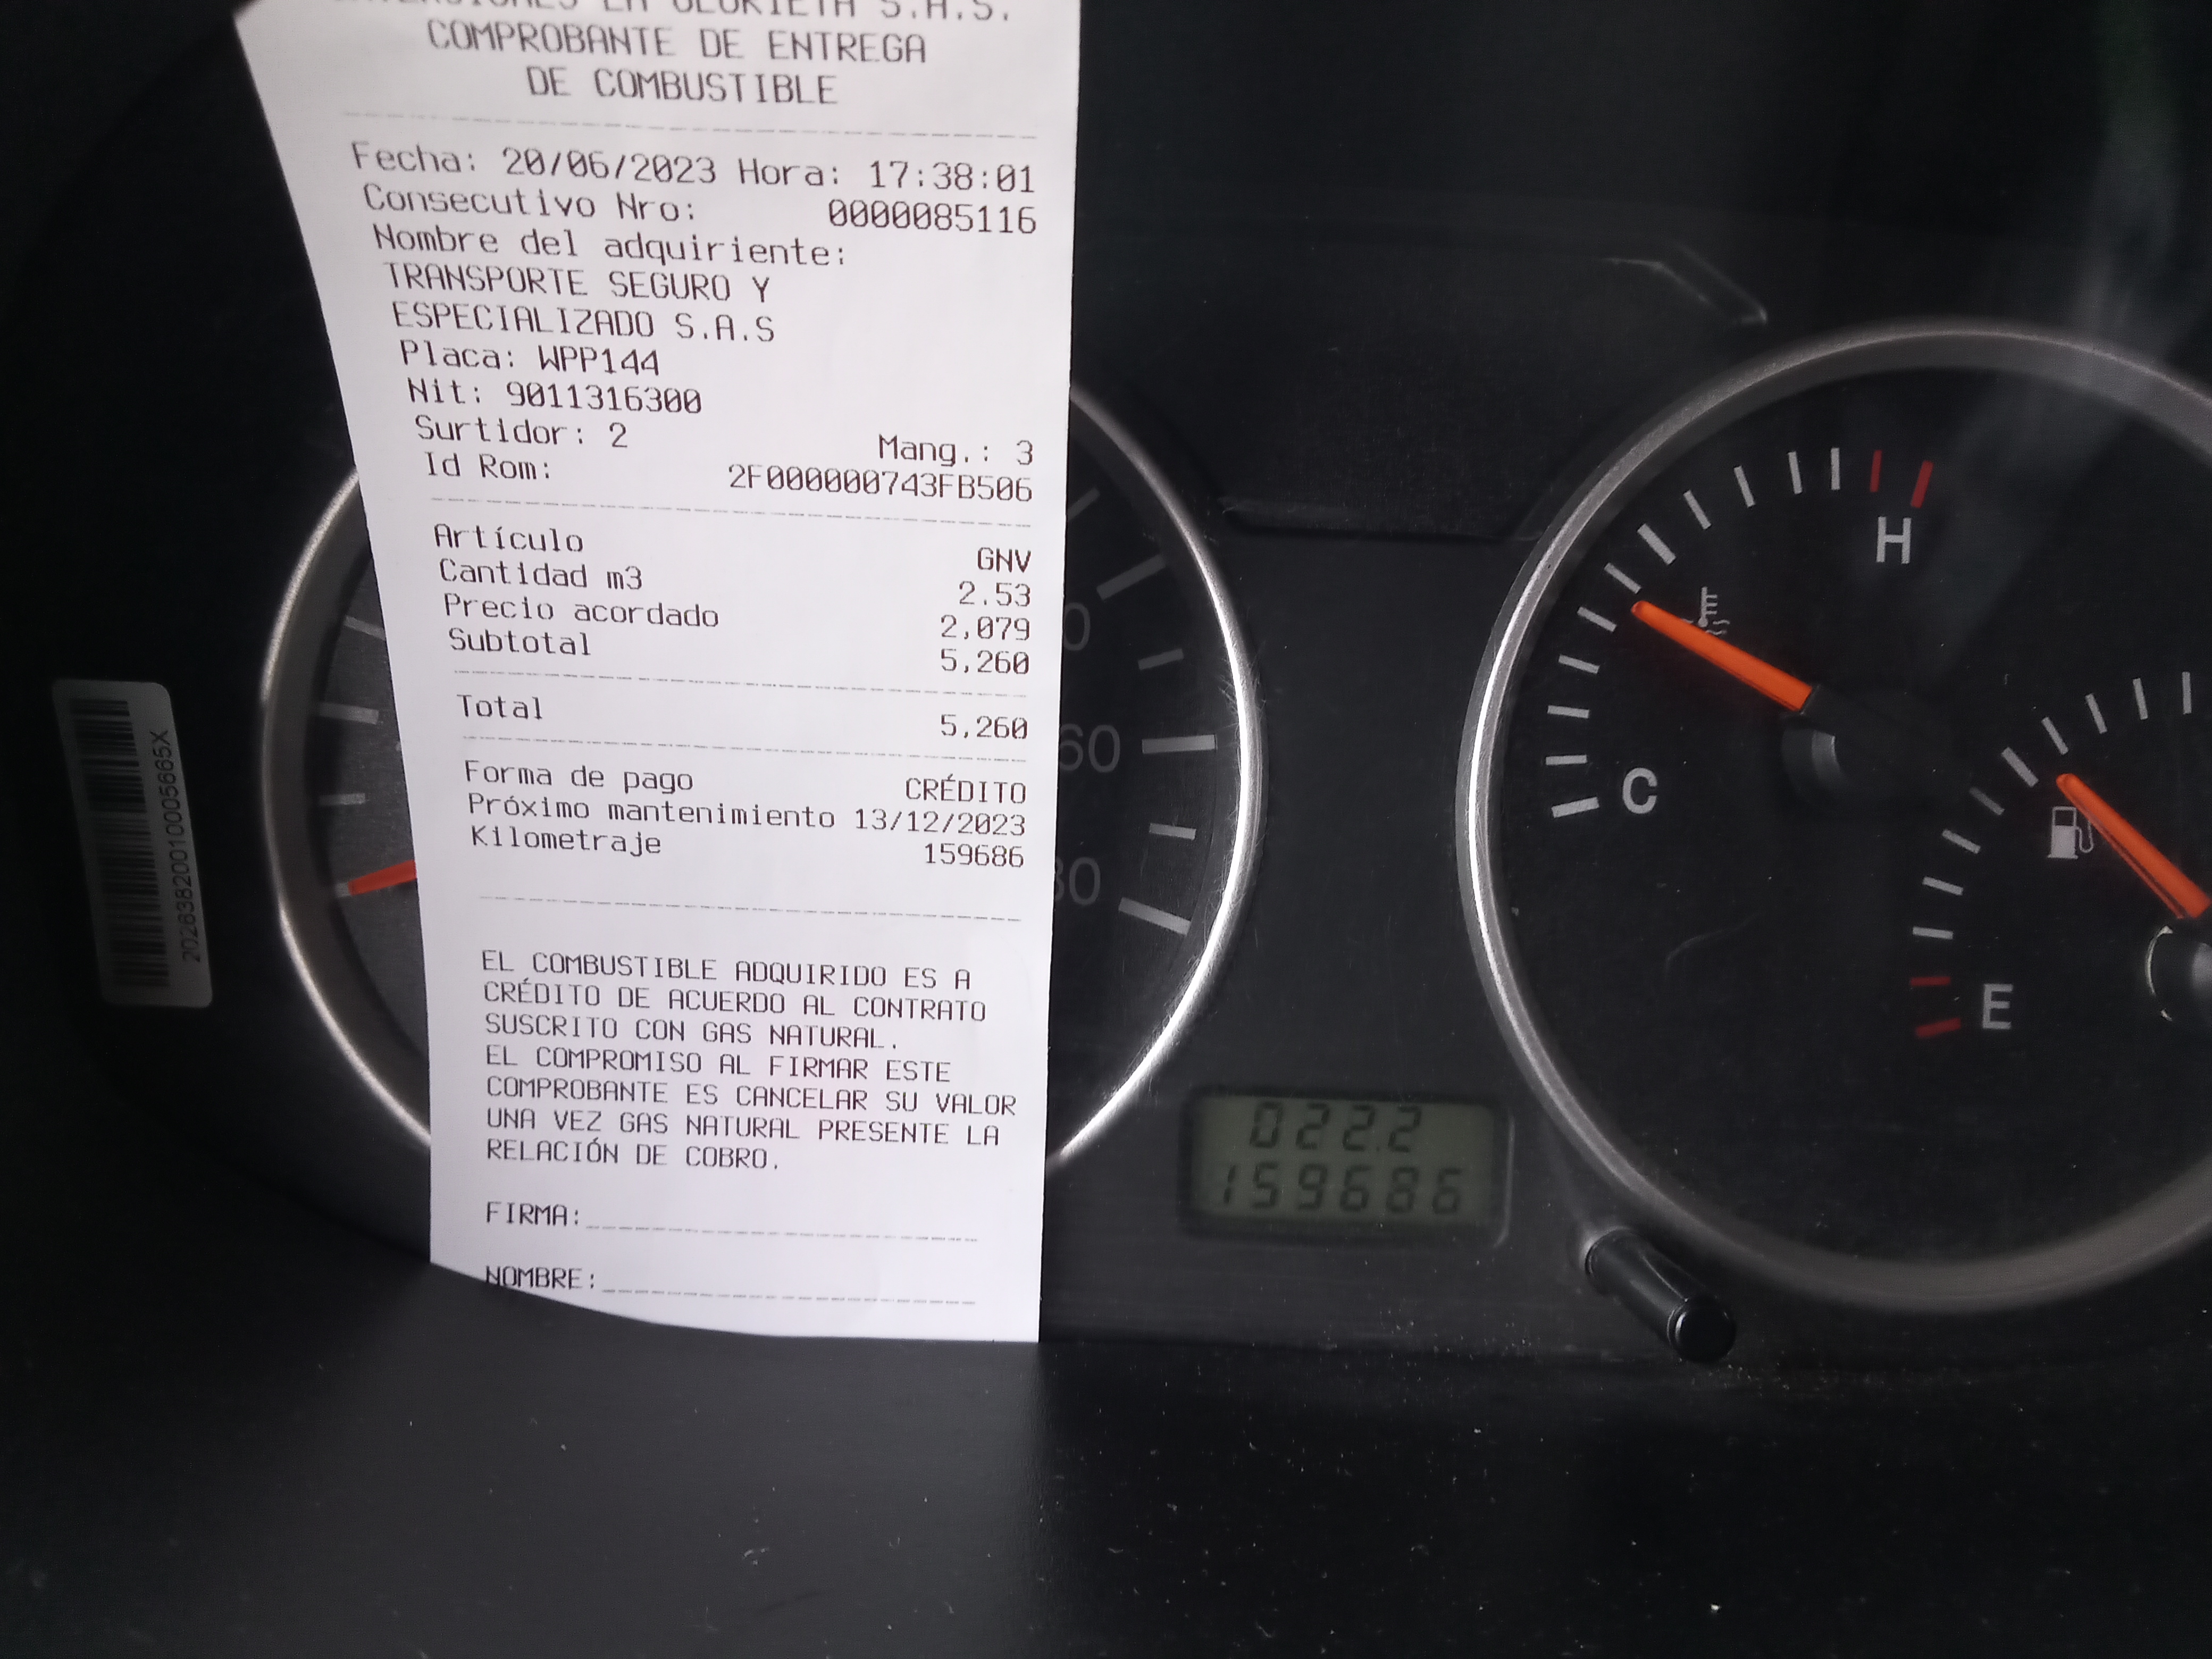 LA GLORIETA S.A.S.
COMPROBANTE DE ENTREGA
DE COMBUSTIBLE
Fecha: 20/06/2023 Hora: 17:38:01
Consecutivo Nro: 0000085116
Nombre del adquiriente:
TRANSPORTE SEGURO Y
ESPECIALIZADO S.A.S
Placa: WPP144
Nit: 9011316300
Surtidor: 2 Mang.: 3
Id Rom: 2F000000743FB506
Artículo GNV
Cantidad m3 2.53
Precio acordado 2,079
Subtotal 5,260
Total 5,260
Forma de pago CRÉDITO
Próximo mantenimiento 13/12/2023
Kilometraje 159686
EL COMBUSTIBLE ADQUIRIDO ES A
CRÉDITO DE ACUERDO AL CONTRATO
SUSCRITO CON GAS NATURAL.
EL COMPROMISO AL FIRMAR ESTE
COMPROBANTE ES CANCELAR SU VALOR
UNA VEZ GAS NATURAL PRESENTE LA
RELACIÓN DE COBRO.
FIRMA:
NOMBRE:
H
C
E
022.2
159686